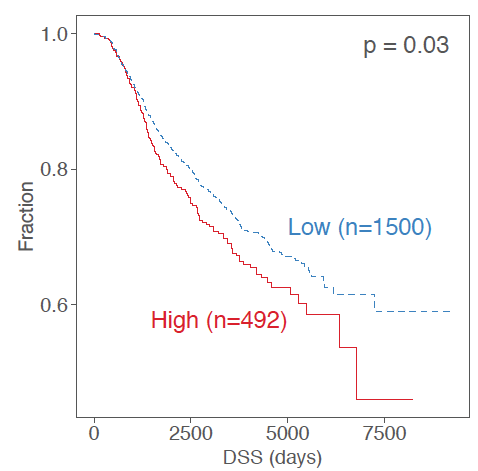 1.0
p = 0.03
0.8
Fraction
Low (n=1500)
0.6
High (n=492)
0 2500 5000 7500
DSS (days)